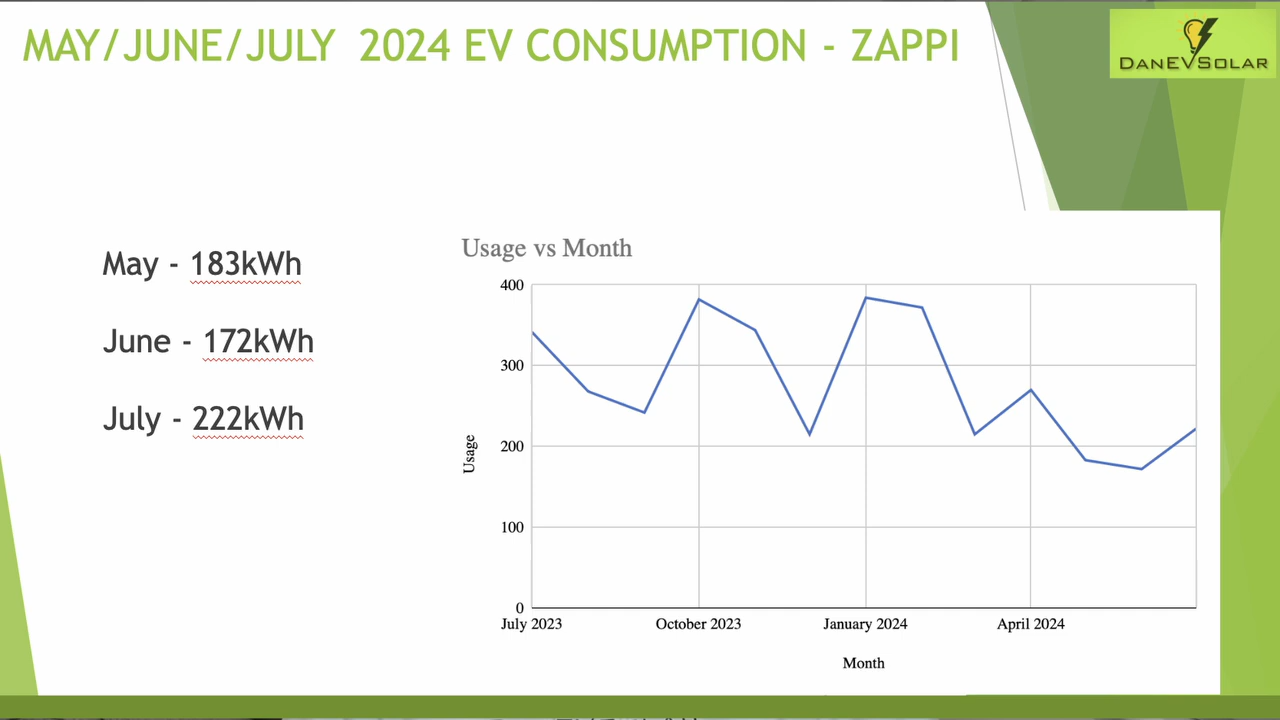 MAY/JUNE/JULY 2024 EV CONSUMPTION - ZAPPI
DANEVSOLAR
May - 183kWh
June - 172kWh
July - 222kWh
Usage vs Month
400
300
200
100
0
Usage
July 2023
October 2023
January 2024
April 2024
Month